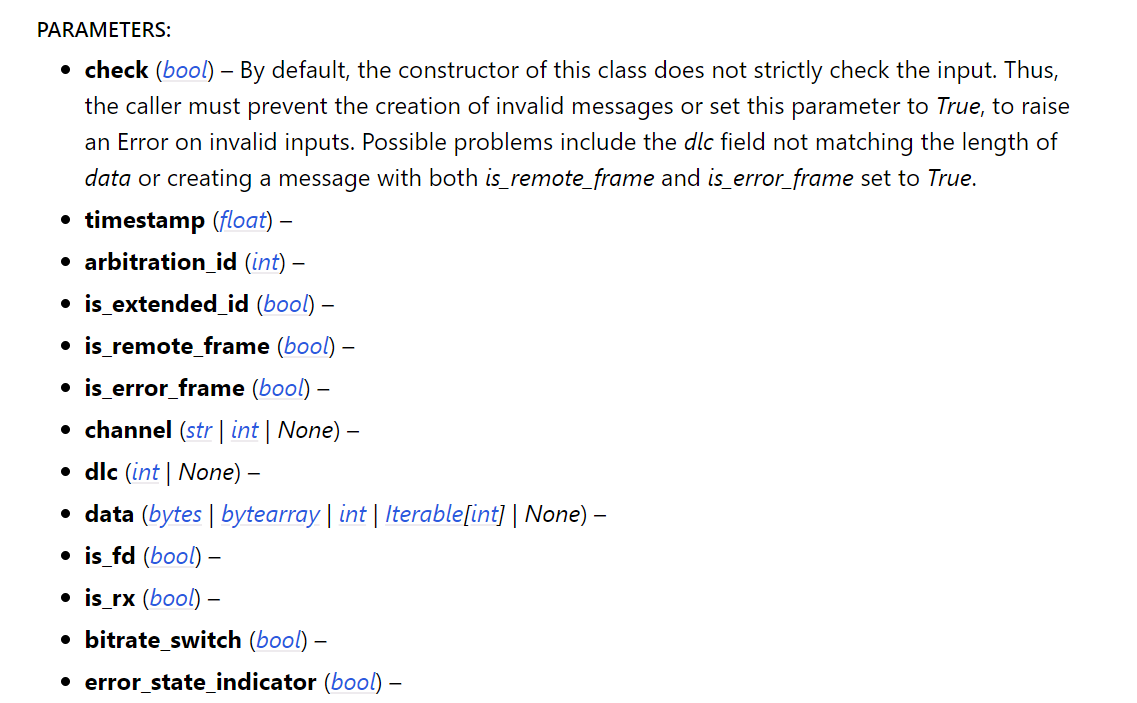 PARAMETERS:
• check (bool) – By default, the constructor of this class does not strictly check the input. Thus,
the caller must prevent the creation of invalid messages or set this parameter to True, to raise
an Error on invalid inputs. Possible problems include the dlc field not matching the length of
data or creating a message with both is_remote_frame and is_error_frame set to True.
• timestamp (float) –
• arbitration_id (int) –
• is_extended_id (bool) –
• is_remote_frame (bool) –
• is_error_frame (bool) –
• channel (str | int | None) –
• dlc (int | None) –
• data (bytes | bytearray | int | Iterable[int] | None) –
• is_fd (bool) –
• is_rx (bool) –
• bitrate_switch (bool) –
• error_state_indicator (bool) –